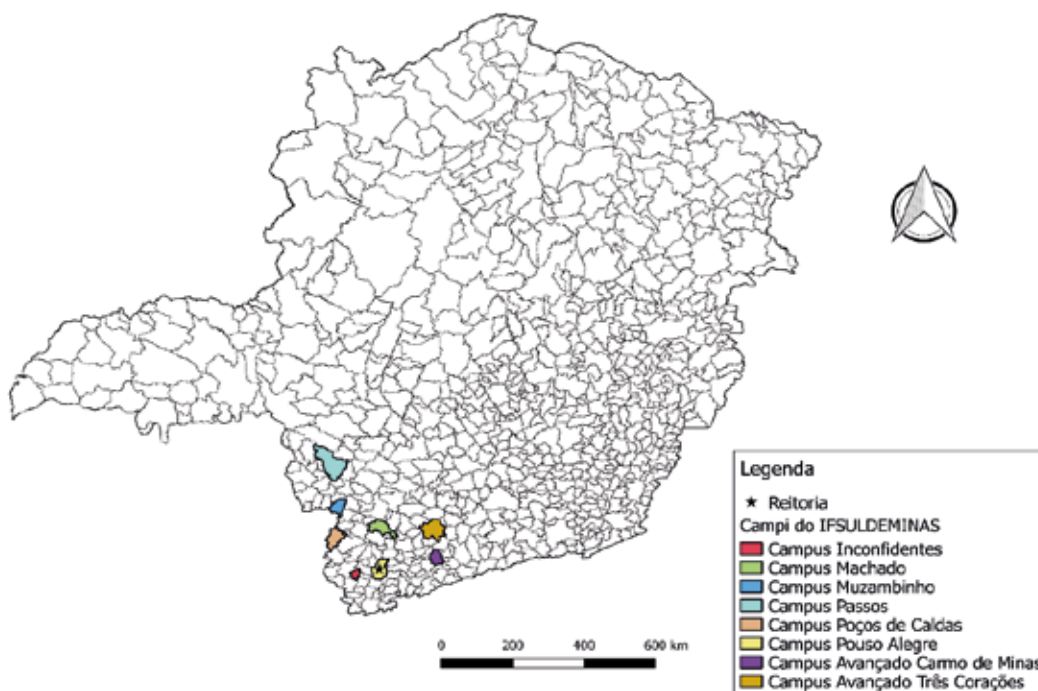 0 200 400 600 km
Legenda
Reitoria
Campi do IFSULDEMINAS
Campus Inconfidentes
Campus Machado
Campus Muzambinho
Campus Passos
Campus Poços de Caldas
Campus Pouso Alegre
Campus Avançado Carmo de Minas
Campus Avançado Três Corações